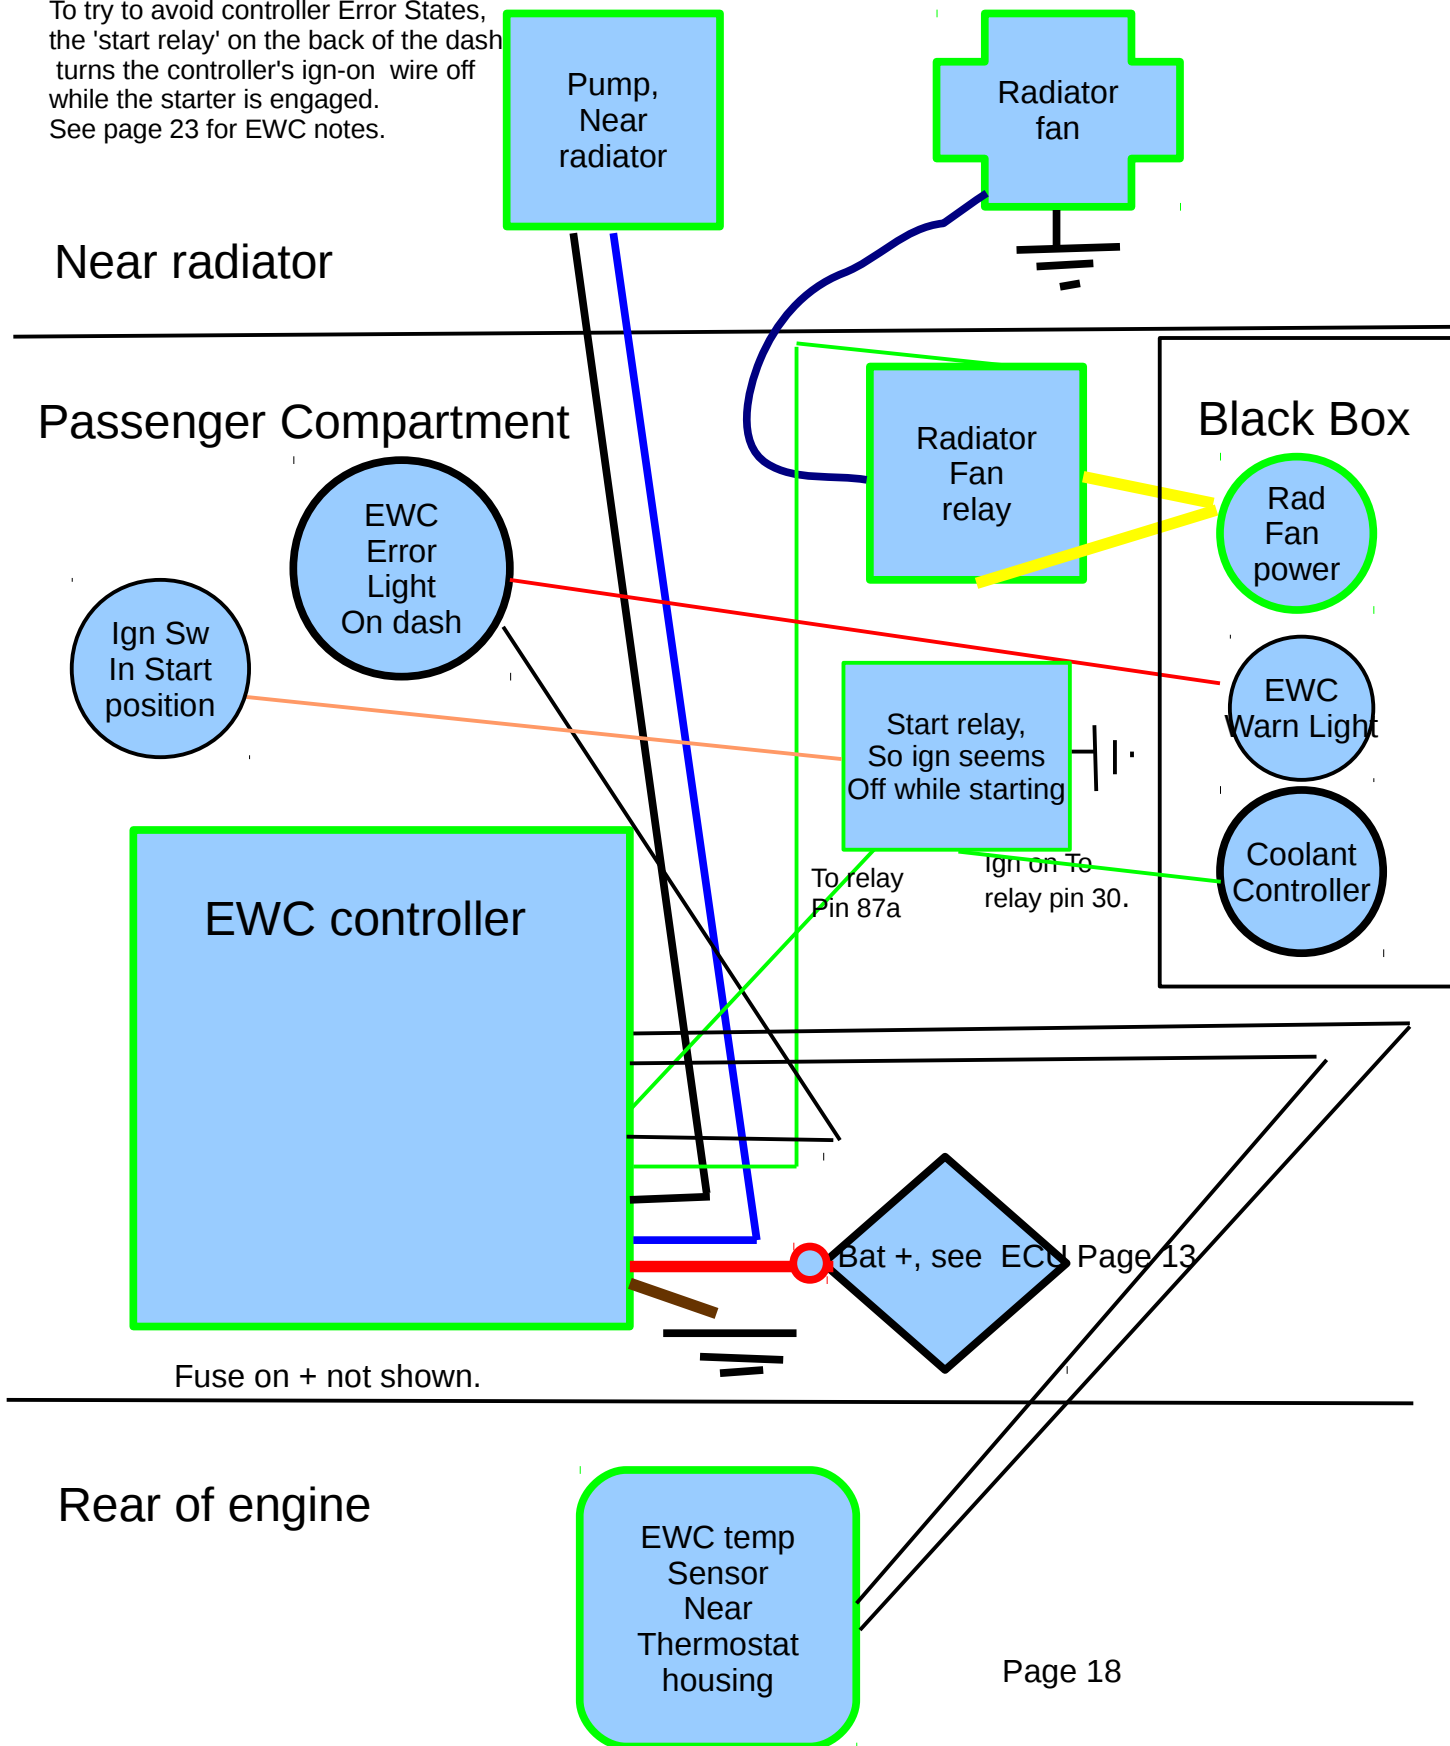 To try to avoid controller Error States,
the 'start relay' on the back of the dash
turns the controller's ign-on  wire off
while the starter is engaged.
See page 23 for EWC notes.
Pump,
Near
radiator
Radiator
fan
Near radiator
Passenger Compartment
Black Box
Radiator
Fan
relay
Rad
Fan
power
EWC
Error
Light
On dash
Ign Sw
In Start
position
EWC
Warn Light
Start relay,
So ign seems
Off while starting
Coolant
Controller
To relay
Pin 87a
Ign on To
relay pin 30.
EWC controller
Bat +, see  ECU Page 13
Fuse on + not shown.
Rear of engine
EWC temp
Sensor
Near
Thermostat
housing
Page 18